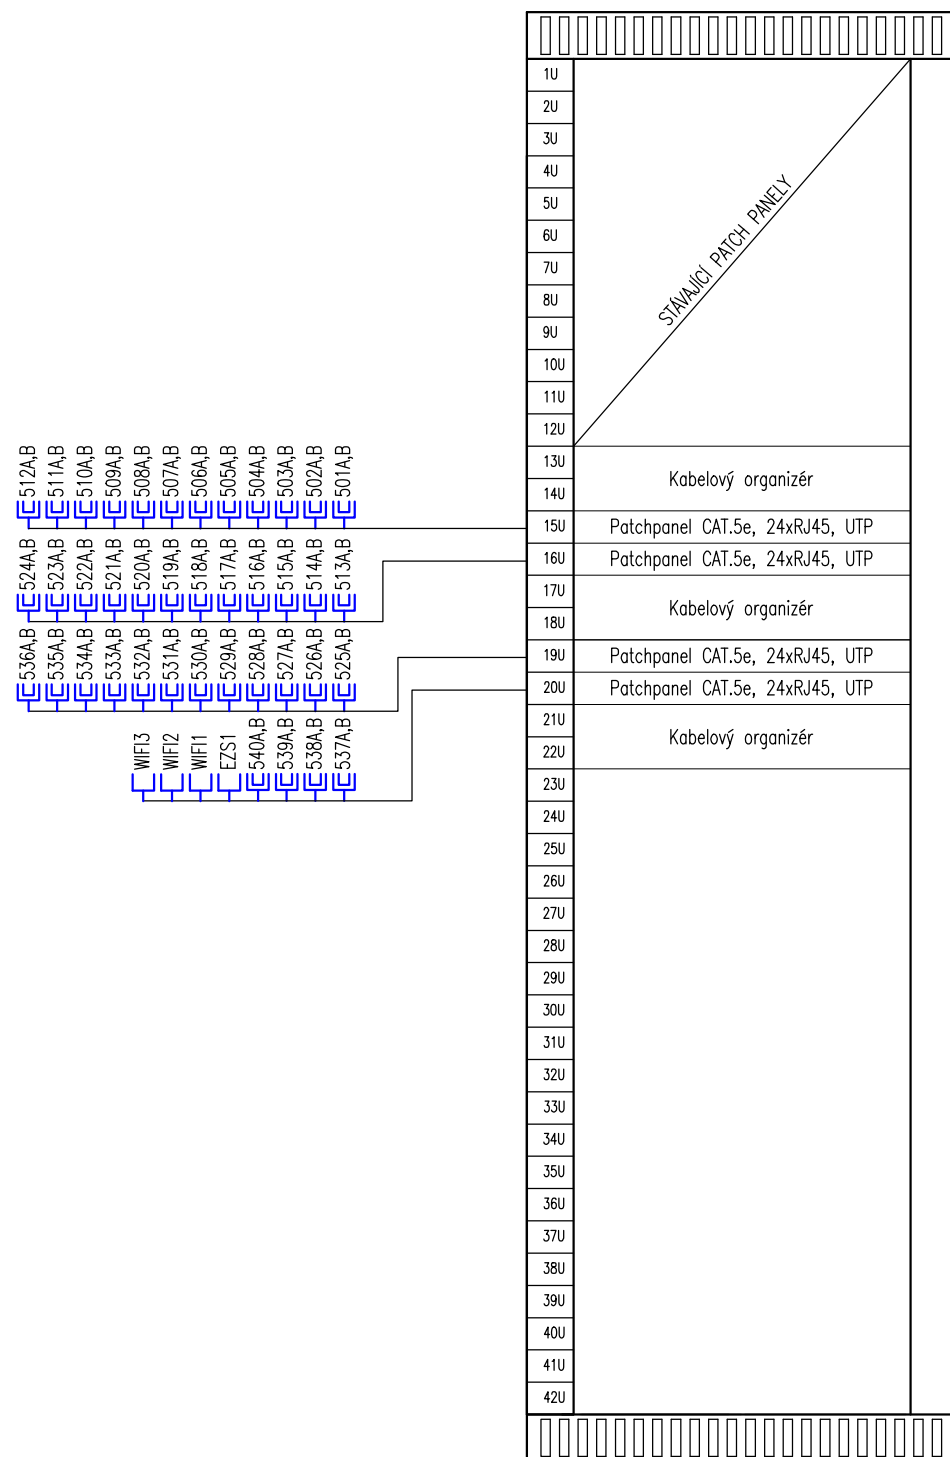 1U
2U
3U
4U
5U
6U
7U
8U
9U
10U
11U
12U
STÁVAJÍCÍ PATCH PANELY
13U
14U
Kabelový organizér
512A,B
511A,B
510A,B
509A,B
508A,B
507A,B
506A,B
505A,B
504A,B
503A,B
502A,B
501A,B
15U Patchpanel CAT.5e, 24xRJ45, UTP
524A,B
523A,B
522A,B
521A,B
520A,B
519A,B
518A,B
517A,B
516A,B
515A,B
514A,B
513A,B
16U Patchpanel CAT.5e, 24xRJ45, UTP
17U
18U
Kabelový organizér
536A,B
535A,B
534A,B
533A,B
532A,B
531A,B
530A,B
529A,B
528A,B
527A,B
526A,B
525A,B
19U Patchpanel CAT.5e, 24xRJ45, UTP
WIFI3
WIFI2
WIFI1
EZS1
540A,B
539A,B
538A,B
537A,B
20U Patchpanel CAT.5e, 24xRJ45, UTP
21U
22U
Kabelový organizér
23U
24U
25U
26U
27U
28U
29U
30U
31U
32U
33U
34U
35U
36U
37U
38U
39U
40U
41U
42U